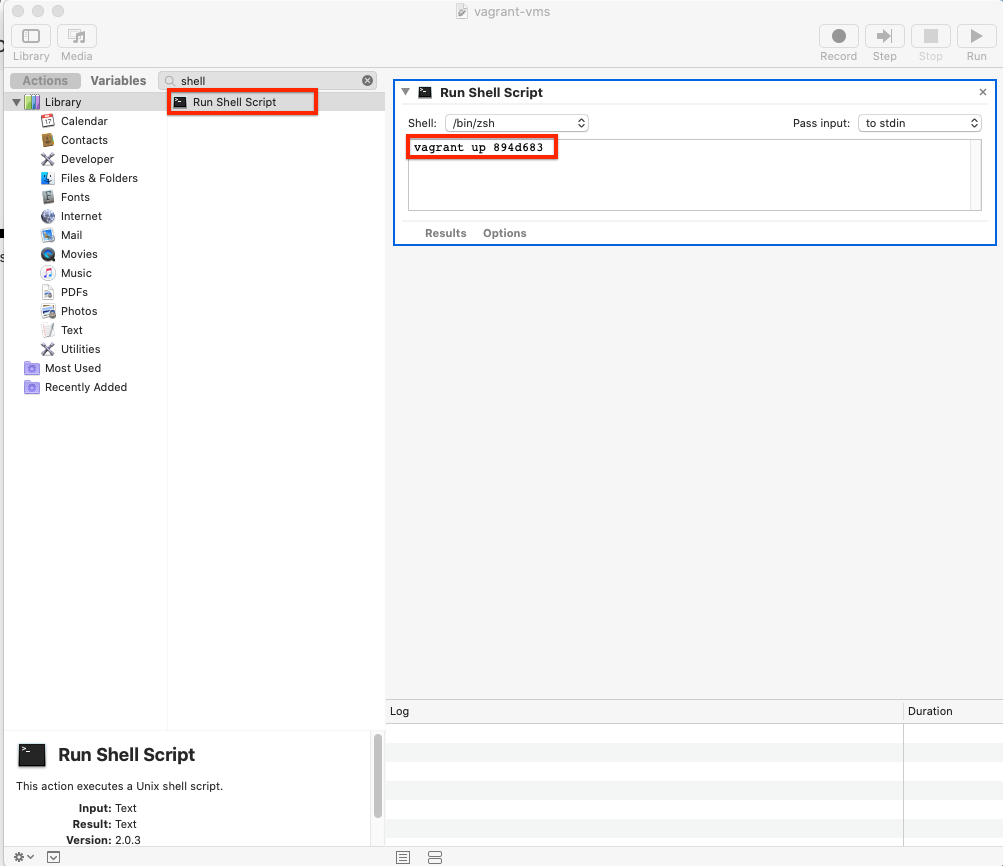 vagrant-vms
Library
Media
Record
Step
Stop
Run
Actions
Variables
shell
Library
Calendar
Contacts
Developer
Files & Folders
Fonts
Internet
Mail
Movies
Music
PDFs
Photos
Text
Utilities
Most Used
Recently Added
Run Shell Script
Run Shell Script
Shell: /bin/zsh
Pass input: to stdin
vagrant up 894d683
Results
Options
Log
Duration
Run Shell Script
This action executes a Unix shell script.
Input: Text
Result: Text
Version: 2.0.3